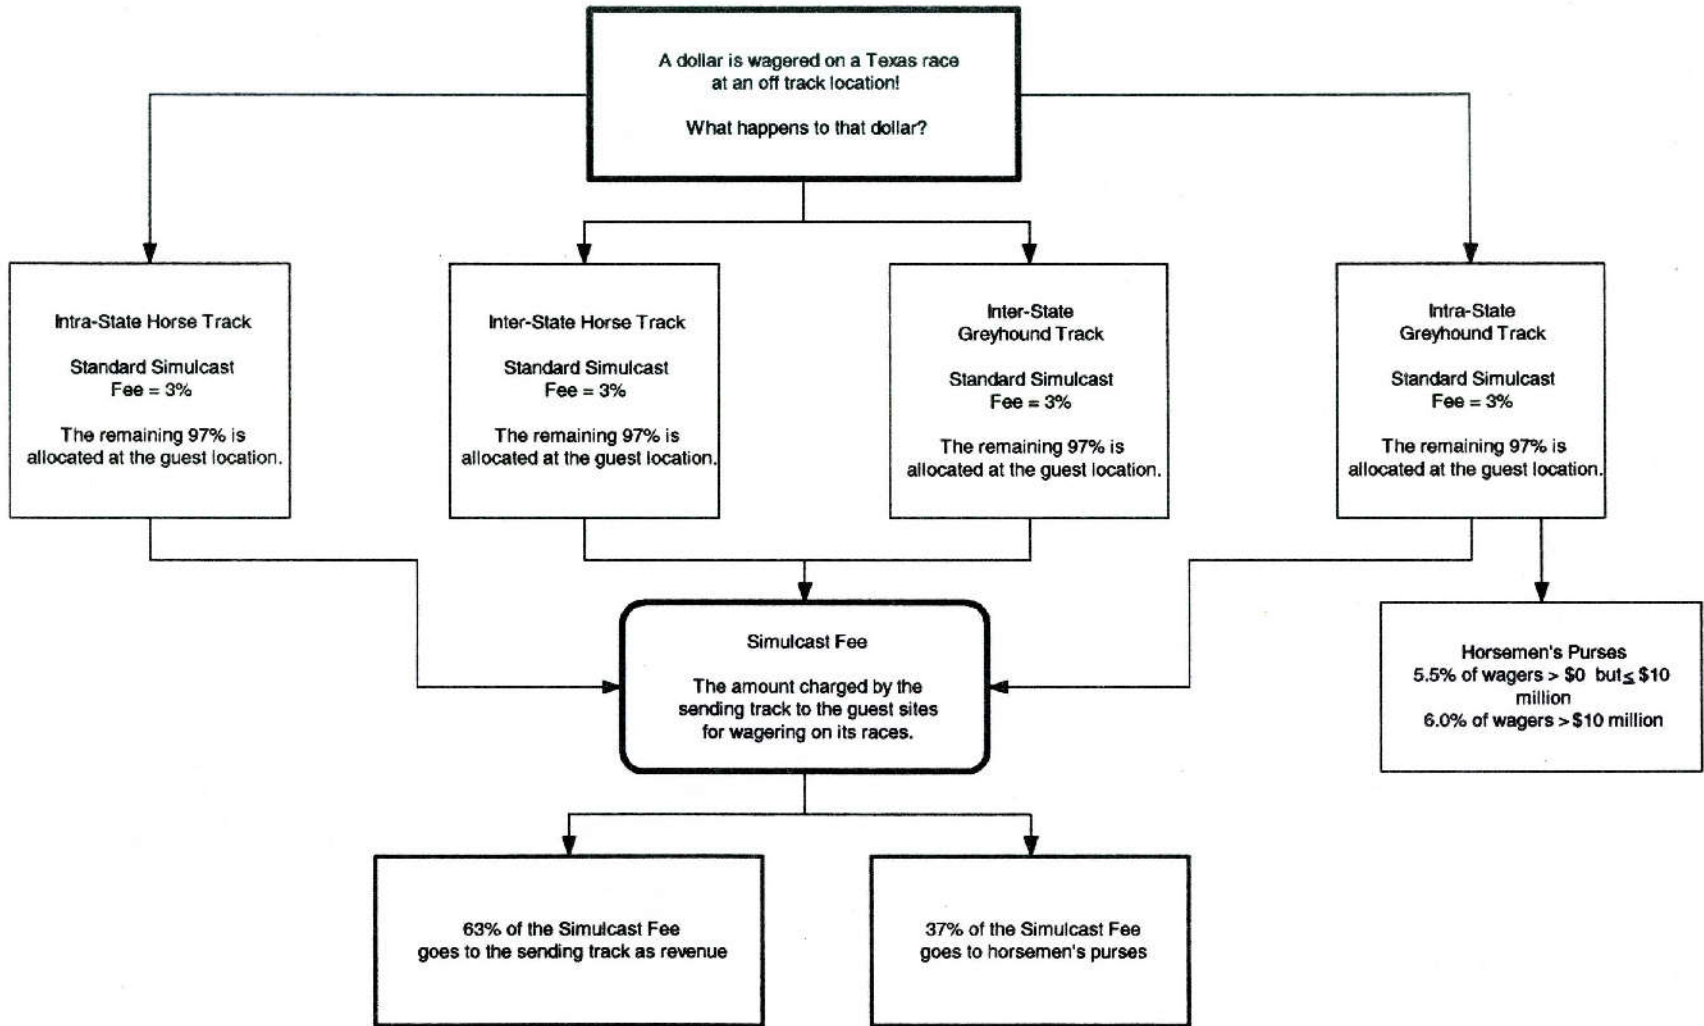 A dollar is wagered on a Texas race
at an off track location!
What happens to that dollar?
Intra-State Horse Track
Standard Simulcast
Fee = 3%
The remaining 97% is
allocated at the guest location.
Inter-State Horse Track
Standard Simulcast
Fee = 3%
The remaining 97% is
allocated at the guest location.
Inter-State
Greyhound Track
Standard Simulcast
Fee = 3%
The remaining 97% is
allocated at the guest location.
Intra-State
Greyhound Track
Standard Simulcast
Fee = 3%
The remaining 97% is
allocated at the guest location.
Simulcast Fee
The amount charged by the
sending track to the guest sites
for wagering on its races.
Horsemen's Purses
5.5% of wagers > $0 but ≤ $10
million
6.0% of wagers > $10 million
63% of the Simulcast Fee
goes to the sending track as revenue
37% of the Simulcast Fee
goes to horsemen's purses